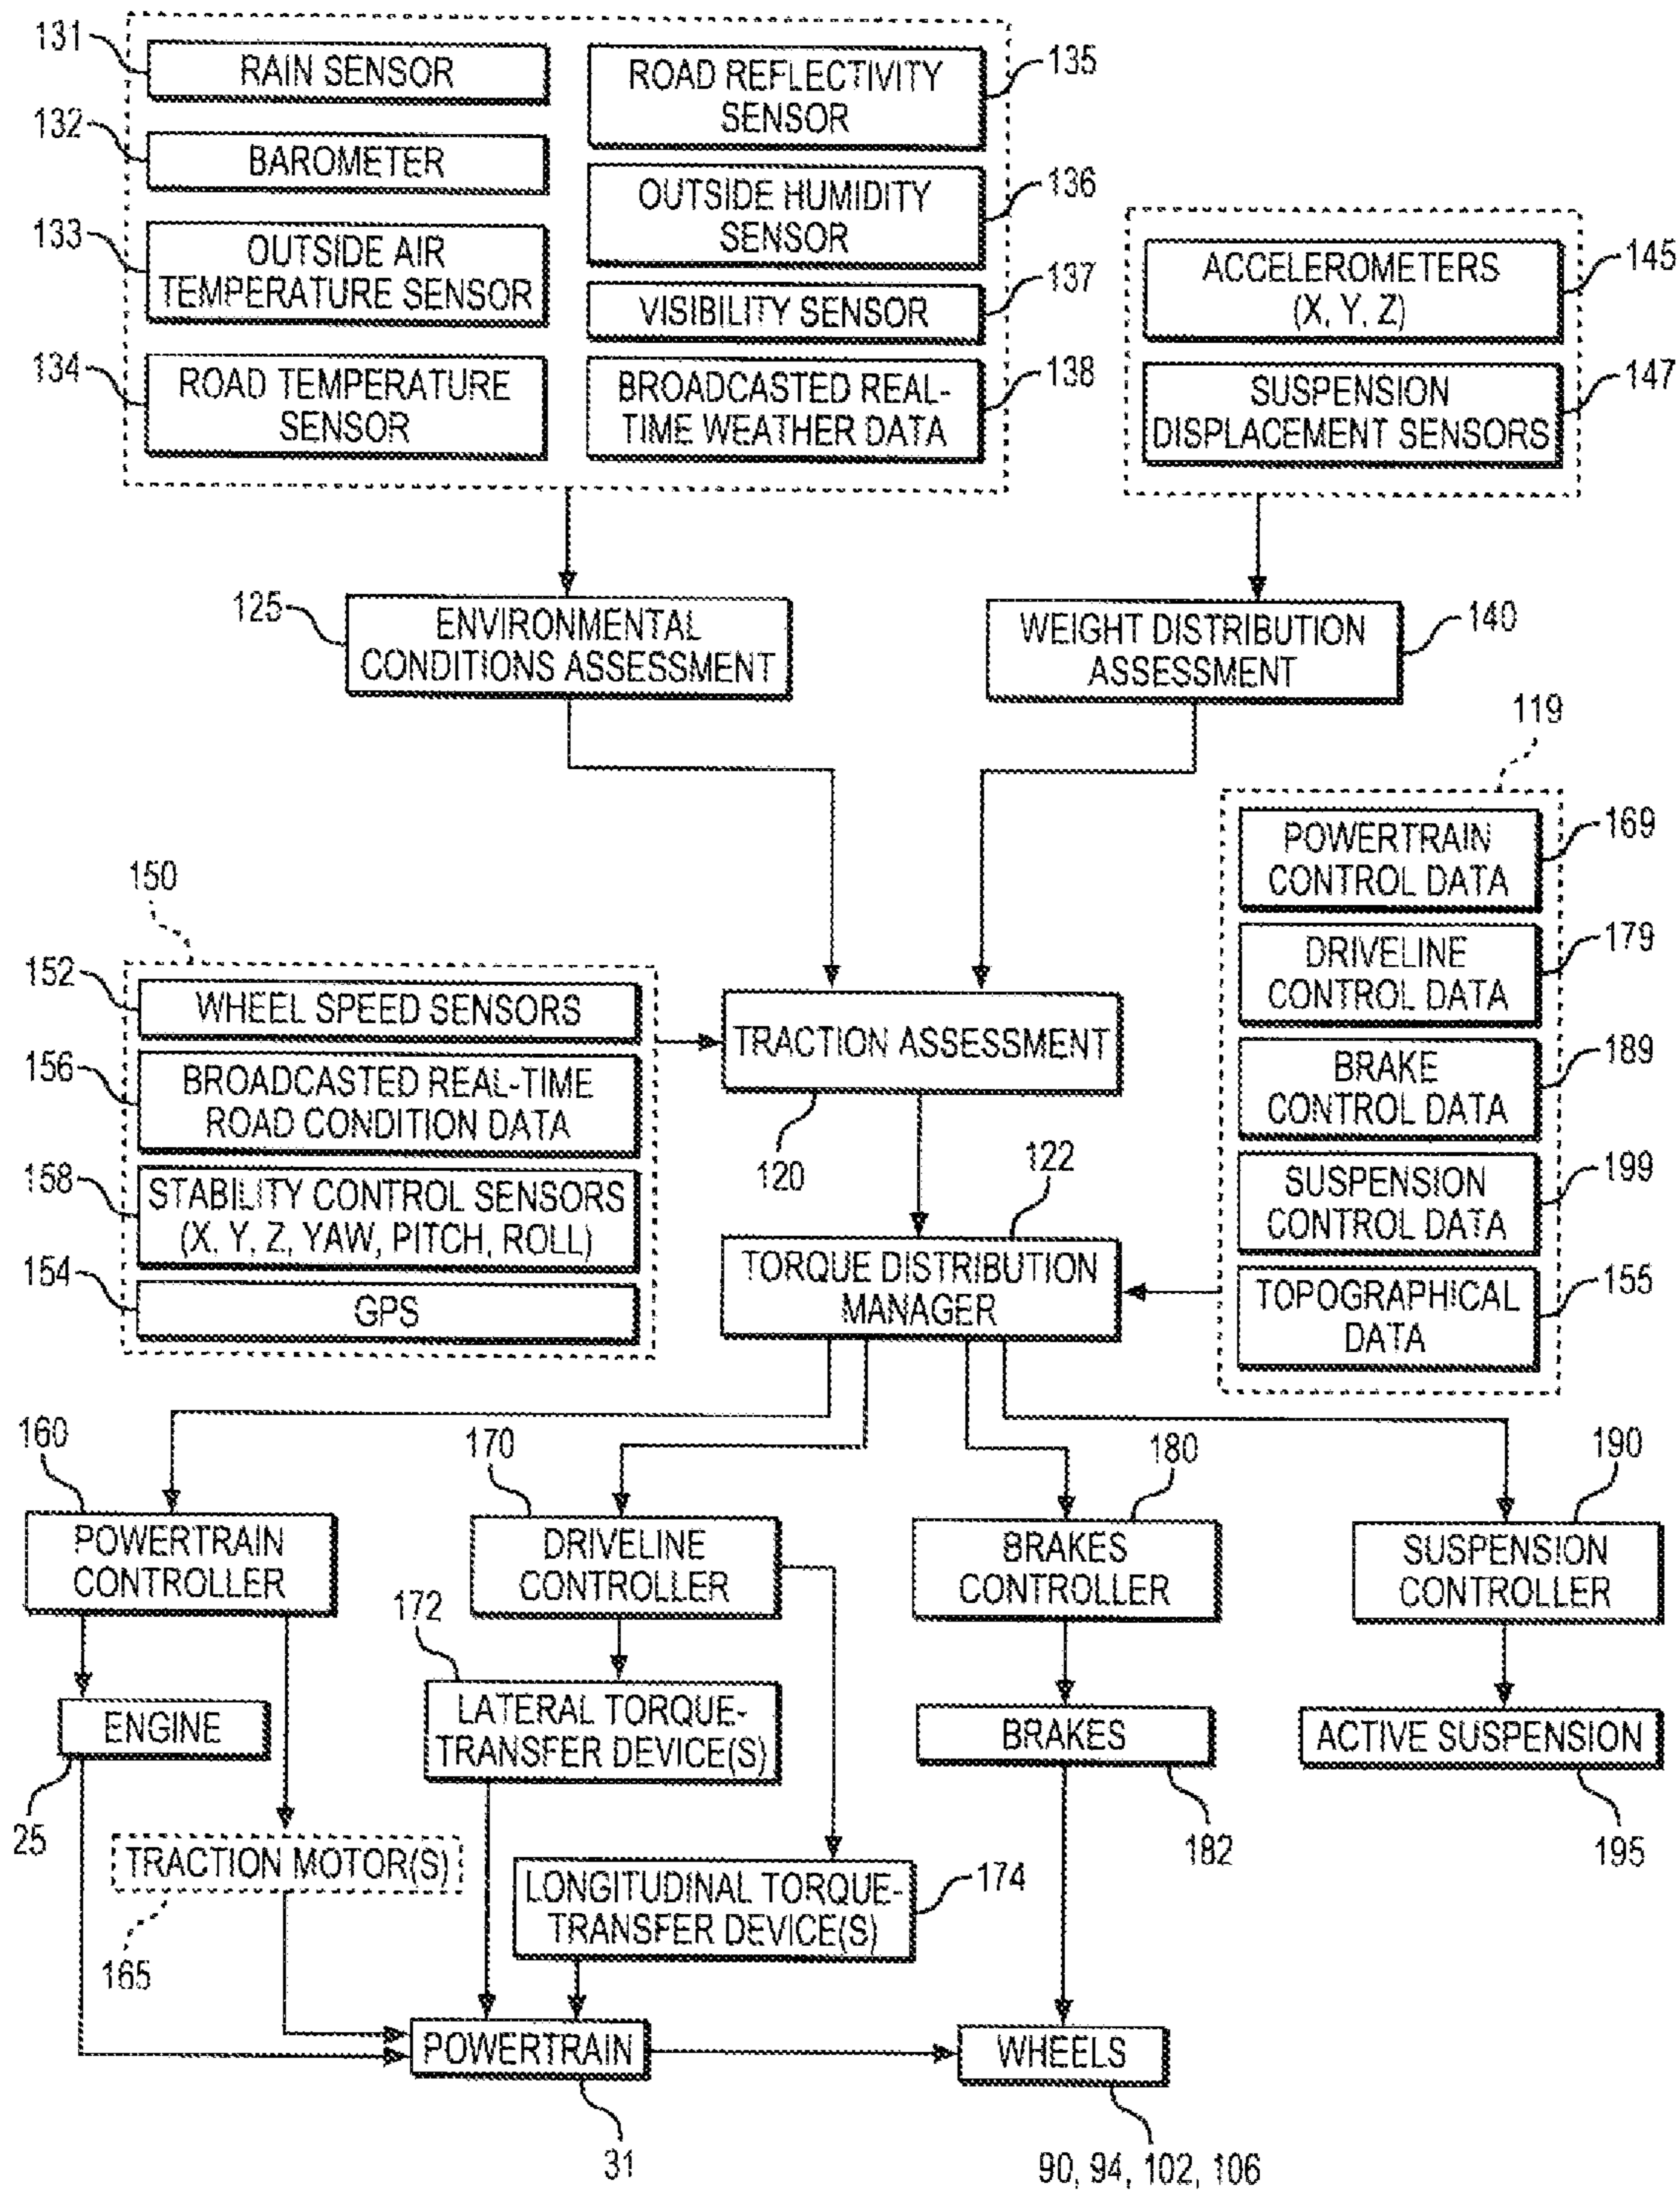 131
RAIN SENSOR
132
BAROMETER
133
OUTSIDE AIR
TEMPERATURE SENSOR
134
ROAD TEMPERATURE
SENSOR
ROAD REFLECTIVITY
SENSOR
135
OUTSIDE HUMIDITY
SENSOR
136
VISIBILITY SENSOR
137
BROADCASTED REAL-
TIME WEATHER DATA
138
ACCELEROMETERS
(X, Y, Z)
145
SUSPENSION
DISPLACEMENT SENSORS
147
125
ENVIRONMENTAL
CONDITIONS ASSESSMENT
WEIGHT DISTRIBUTION
ASSESSMENT
140
119
POWERTRAIN
CONTROL DATA
169
DRIVELINE
CONTROL DATA
179
BRAKE
CONTROL DATA
189
SUSPENSION
CONTROL DATA
199
TOPOGRAPHICAL
DATA
155
150
152
WHEEL SPEED SENSORS
156
BROADCASTED REAL-TIME
ROAD CONDITION DATA
158
STABILITY CONTROL SENSORS
(X, Y, Z, YAW, PITCH, ROLL)
154
GPS
TRACTION ASSESSMENT
120
122
TORQUE DISTRIBUTION
MANAGER
160
POWERTRAIN
CONTROLLER
170
DRIVELINE
CONTROLLER
180
BRAKES
CONTROLLER
190
SUSPENSION
CONTROLLER
ENGINE
25
172
LATERAL TORQUE-
TRANSFER DEVICE(S)
BRAKES
182
ACTIVE SUSPENSION
195
TRACTION MOTOR(S)
165
LONGITUDINAL TORQUE-
TRANSFER DEVICE(S)
174
POWERTRAIN
31
WHEELS
90, 94, 102, 106